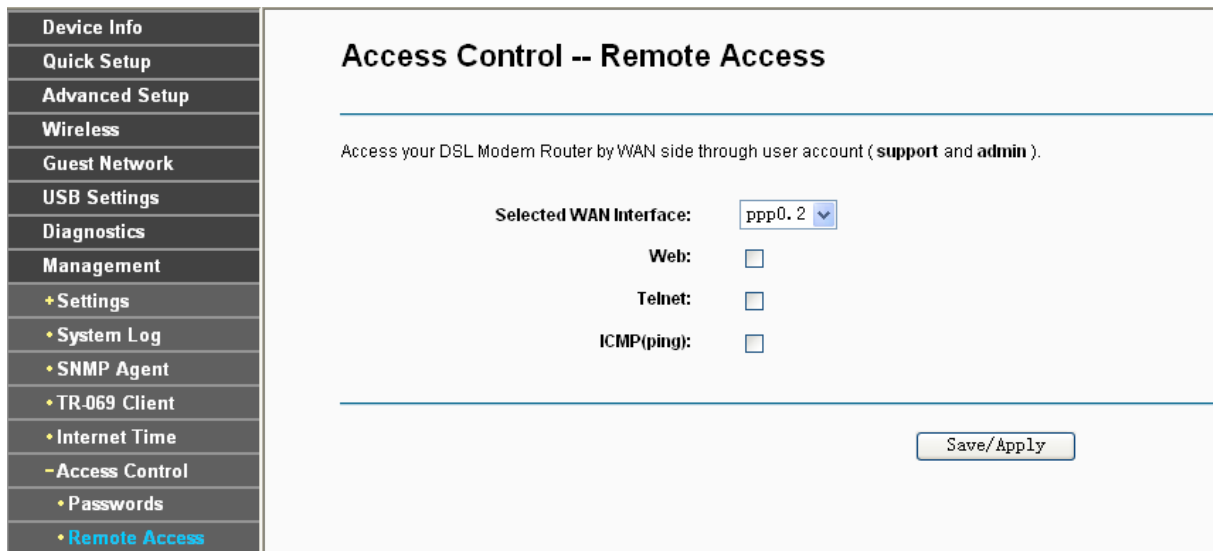 Device Info
Quick Setup
Advanced Setup
Wireless
Guest Network
USB Settings
Diagnostics
Management
+Settings
•System Log
•SNMP Agent
•TR-069 Client
•Internet Time
-Access Control
•Passwords
•Remote Access
Access Control -- Remote Access
Access your DSL Modem Router by WAN side through user account ( support and admin ).
Selected WAN Interface: ppp0.2
Web:
Telnet:
ICMP(ping):
Save/Apply